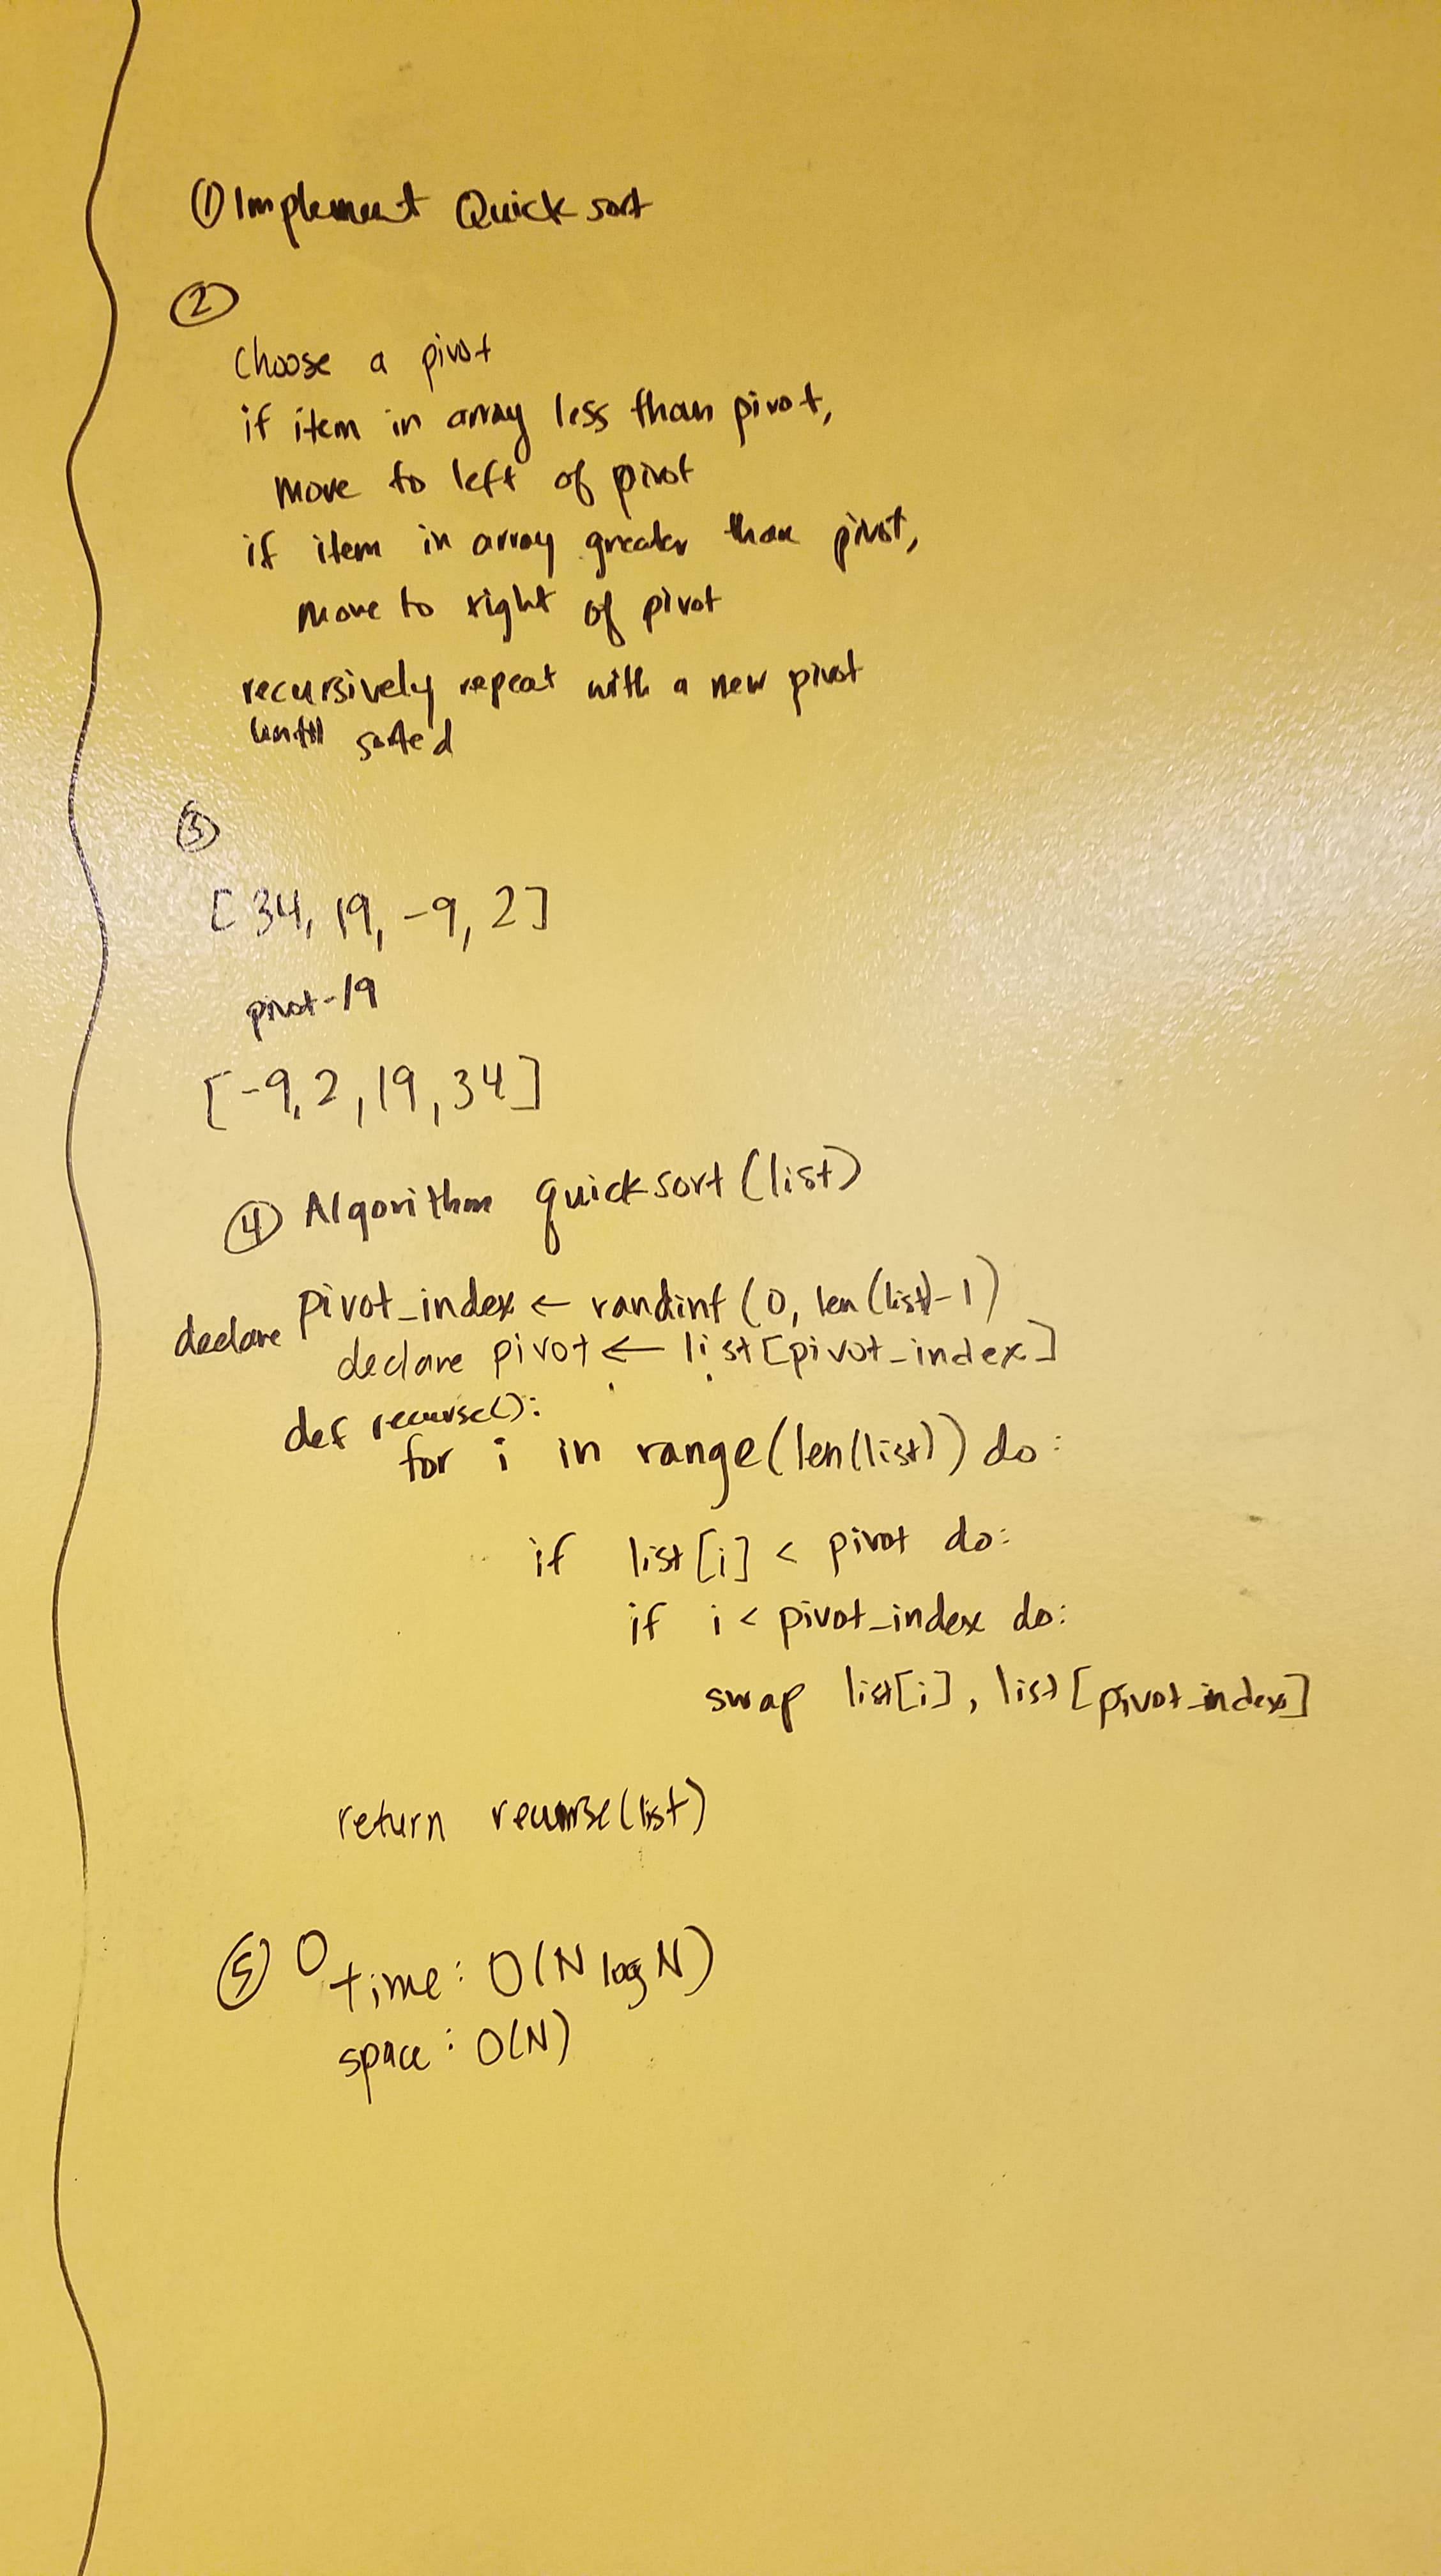 ① Implement Quick sort
②
Choose a pivot
if item in array less than pivot,
move to left of pivot
if item in array greater than pivot,
move to right of pivot
recursively repeat with a new pivot
until sorted
③
[34, 19, -9, 2]
pivot-19
[-9, 2, 19, 34]
④ Algorithm quicksort(list)
declare pivot_index ← randint(0, len(list)-1)
declare pivot ← list[pivot_index]
def recurse():
for i in range(len(list)) do:
if list[i] < pivot do:
if i < pivot_index do:
swap list[i], list[pivot_index]
return recurse(list)
⑤ O
time: O(N log N)
space: O(N)